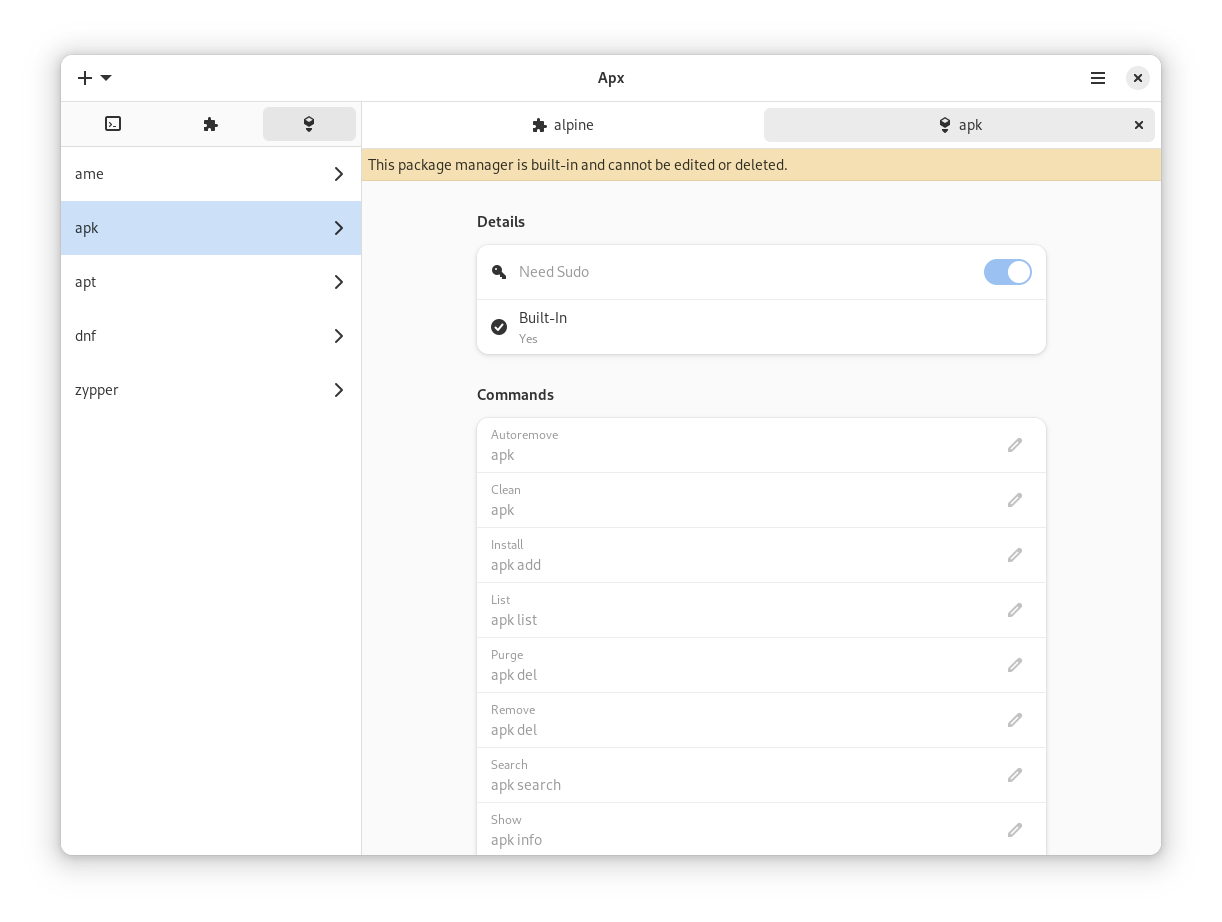 Apx
alpine
apk
This package manager is built-in and cannot be edited or deleted.
ame
apk
apt
dnf
zypper
Details
Need Sudo
Built-In
Yes
Commands
Autoremove
apk
Clean
apk
Install
apk add
List
apk list
Purge
apk del
Remove
apk del
Search
apk search
Show
apk info